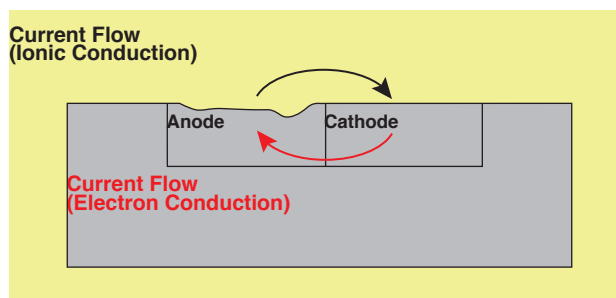 Current Flow
(Ionic Conduction)
Anode
Cathode
Current Flow
(Electron Conduction)